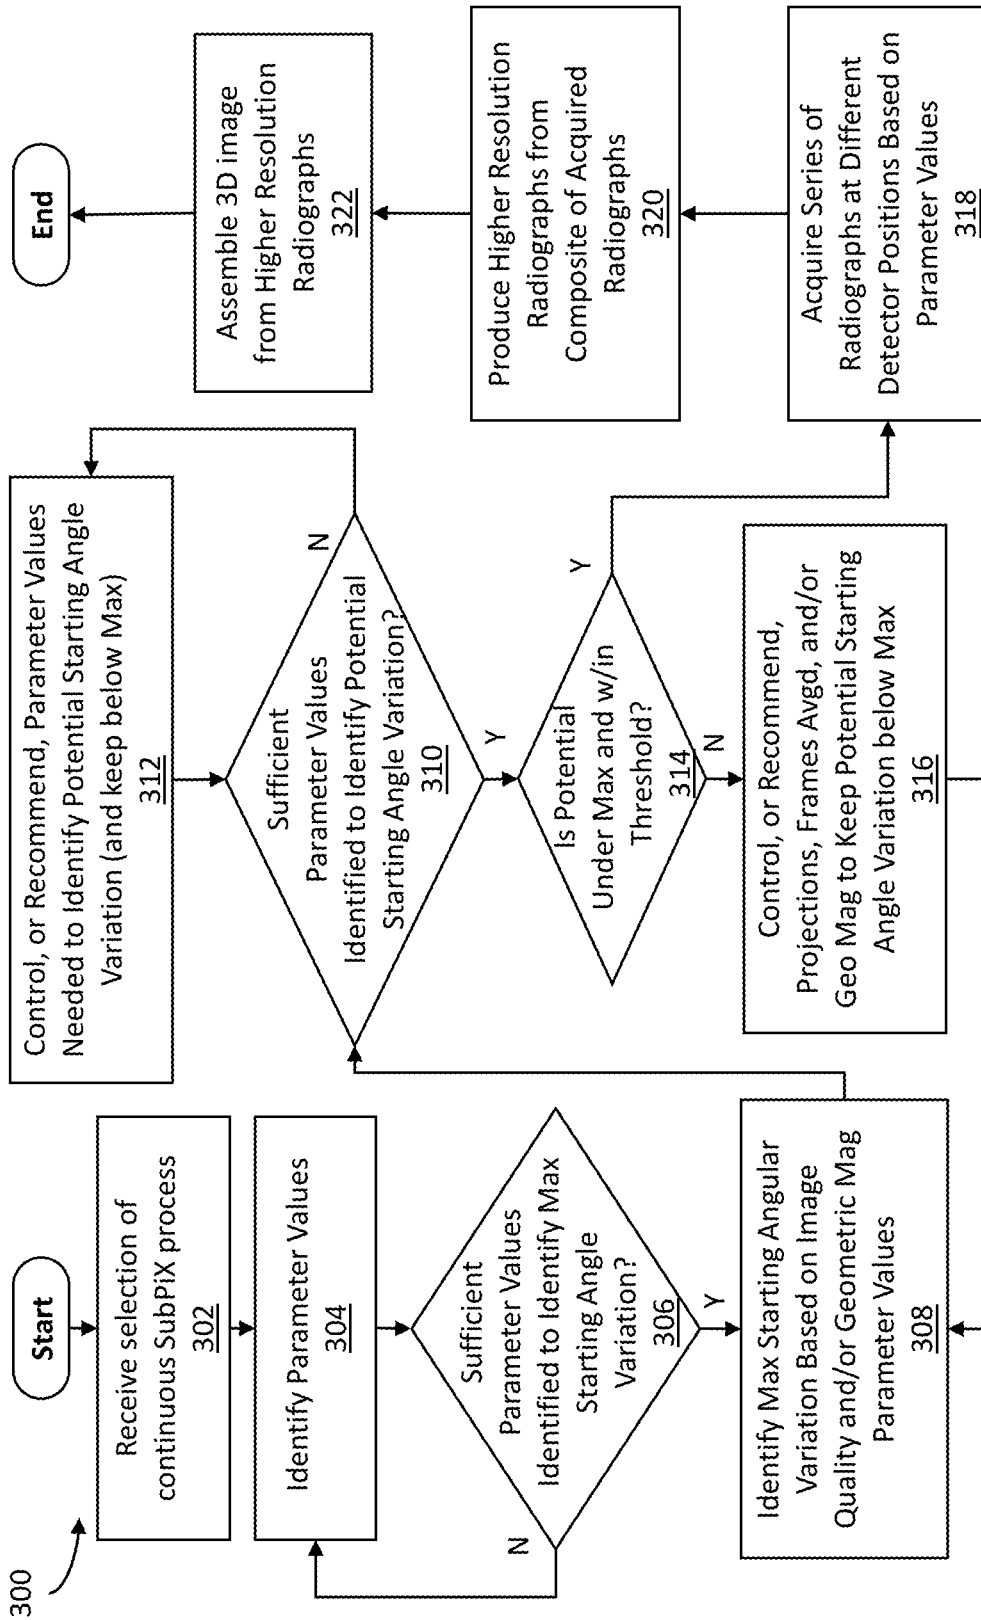 300
Start
Receive selection of
continuous SubPiX process
302
Identify Parameter Values
304
Sufficient
Parameter Values
Identified to Identify Max
Starting Angle
Variation?
306
N
Y
Identify Max Starting Angular
Variation Based on Image
Quality and/or Geometric Mag
Parameter Values
308
Control, or Recommend, Parameter Values
Needed to Identify Potential Starting Angle
Variation (and keep below Max)
312
Sufficient
Parameter Values
Identified to Identify Potential
Starting Angle Variation?
310
N
Y
Is Potential
Under Max and w/in
Threshold?
314
Y
N
Control, or Recommend,
Projections, Frames Avgd, and/or
Geo Mag to Keep Potential Starting
Angle Variation below Max
316
End
Assemble 3D image
from Higher Resolution
Radiographs
322
Produce Higher Resolution
Radiographs from
Composite of Acquired
Radiographs
320
Acquire Series of
Radiographs at Different
Detector Positions Based on
Parameter Values
318